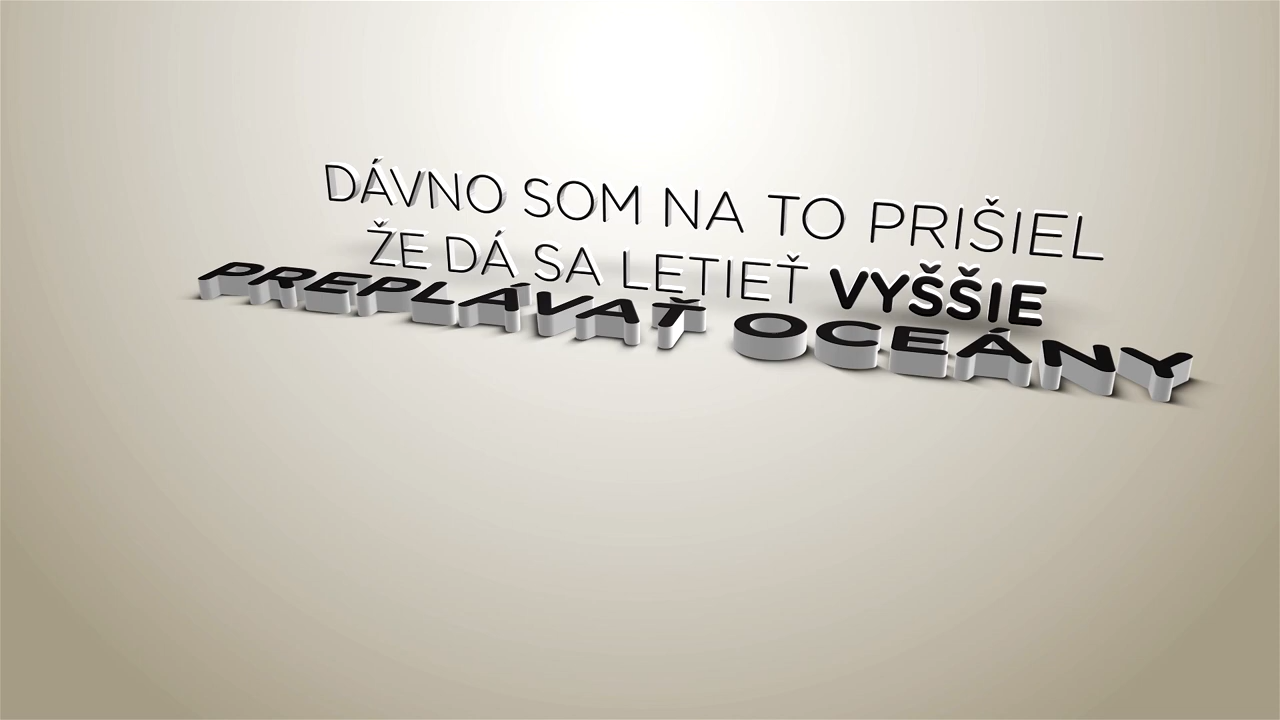 DÁVNO SOM NA TO PRIŠIEL
ŽE DÁ SA LETIEŤ VYŠŠIE
PREPLÁVAŤ OCEÁNY